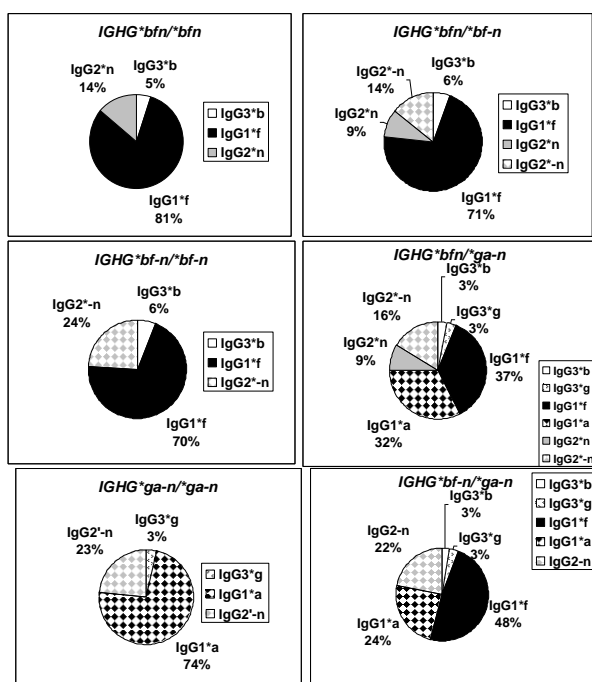 IGHG*bfn/*bfn
IgG2*n
14%
IgG3*b
5%
IgG1*f
81%
IgG3*b
IgG1*f
IgG2*n
IGHG*bfn/*bf-n
IgG3*b
6%
IgG2*-n
14%
IgG2*n
9%
IgG1*f
71%
IgG3*b
IgG1*f
IgG2*n
IgG2*-n
IGHG*bf-n/*bf-n
IgG2*-n
24%
IgG3*b
6%
IgG1*f
70%
IgG3*b
IgG1*f
IgG2*-n
IGHG*bfn/*ga-n
IgG3*b
3%
IgG2*-n
16%
IgG3*g
3%
IgG2*n
9%
IgG1*f
37%
IgG1*a
32%
IgG3*b
IgG3*g
IgG1*f
IgG1*a
IgG2*n
IgG2*-n
IGHG*ga-n/*ga-n
IgG2'-n
23%
IgG3*g
3%
IgG1*a
74%
IgG3*g
IgG1*a
IgG2'-n
IGHG*bf-n/*ga-n
IgG3*b
3%
IgG2-n
22%
IgG3*g
3%
IgG1*f
48%
IgG1*a
24%
IgG3*b
IgG3*g
IgG1*f
IgG1*a
IgG2-n